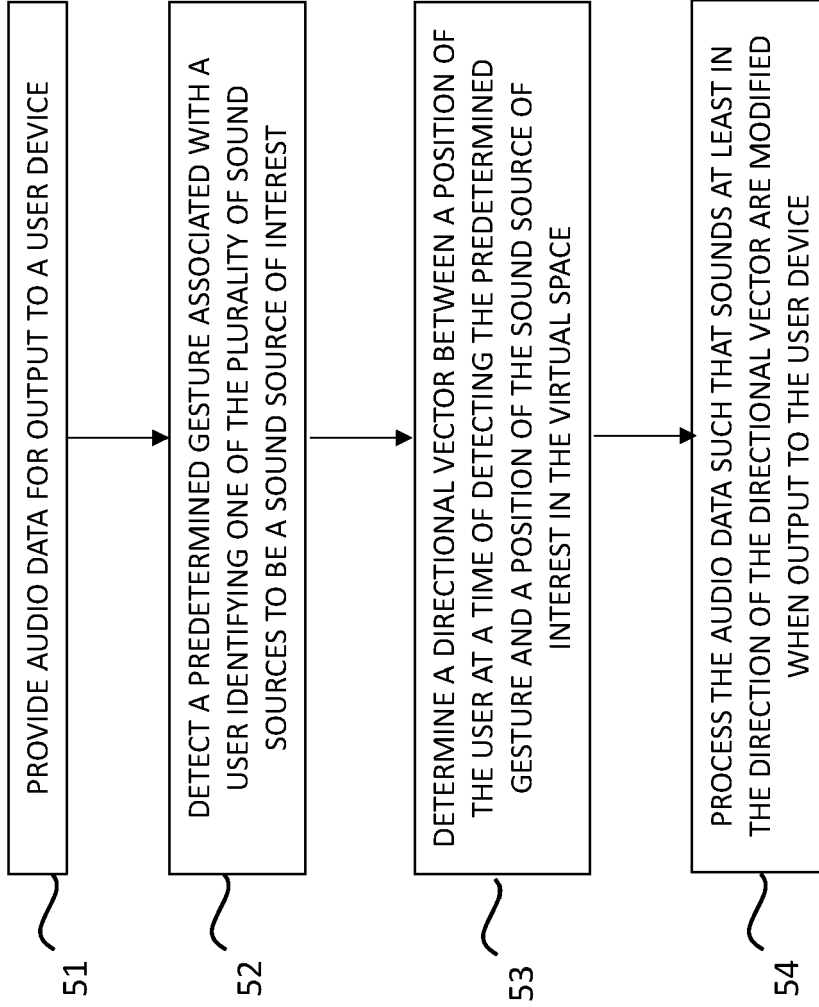 51
PROVIDE AUDIO DATA FOR OUTPUT TO A USER DEVICE
52
DETECT A PREDETERMINED GESTURE ASSOCIATED WITH A
USER IDENTIFYING ONE OF THE PLURALITY OF SOUND
SOURCES TO BE A SOUND SOURCE OF INTEREST
53
DETERMINE A DIRECTIONAL VECTOR BETWEEN A POSITION OF
THE USER AT A TIME OF DETECTING THE PREDETERMINED
GESTURE AND A POSITION OF THE SOUND SOURCE OF
INTEREST IN THE VIRTUAL SPACE
54
PROCESS THE AUDIO DATA SUCH THAT SOUNDS AT LEAST IN
THE DIRECTION OF THE DIRECTIONAL VECTOR ARE MODIFIED
WHEN OUTPUT TO THE USER DEVICE